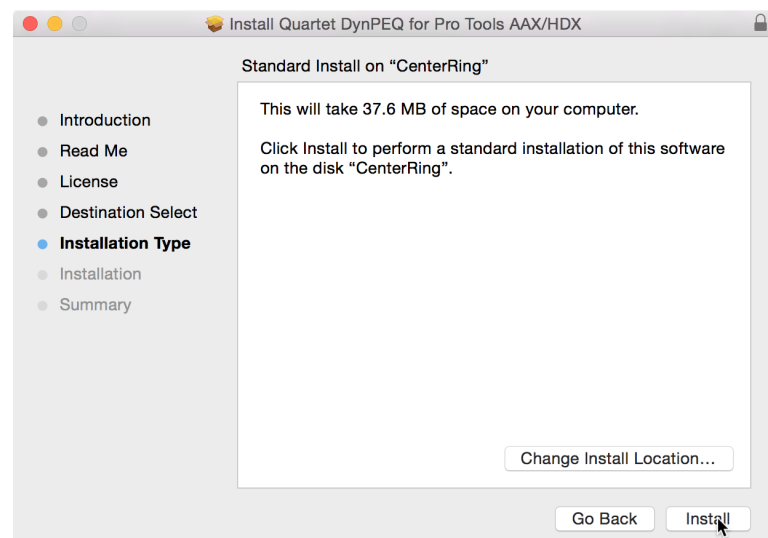 Install Quartet DynPEQ for Pro Tools AAX/HDX
Standard Install on “CenterRing”
Introduction
Read Me
License
Destination Select
Installation Type
Installation
Summary
This will take 37.6 MB of space on your computer.
Click Install to perform a standard installation of this software
on the disk “CenterRing”.
Change Install Location...
Go Back
Install